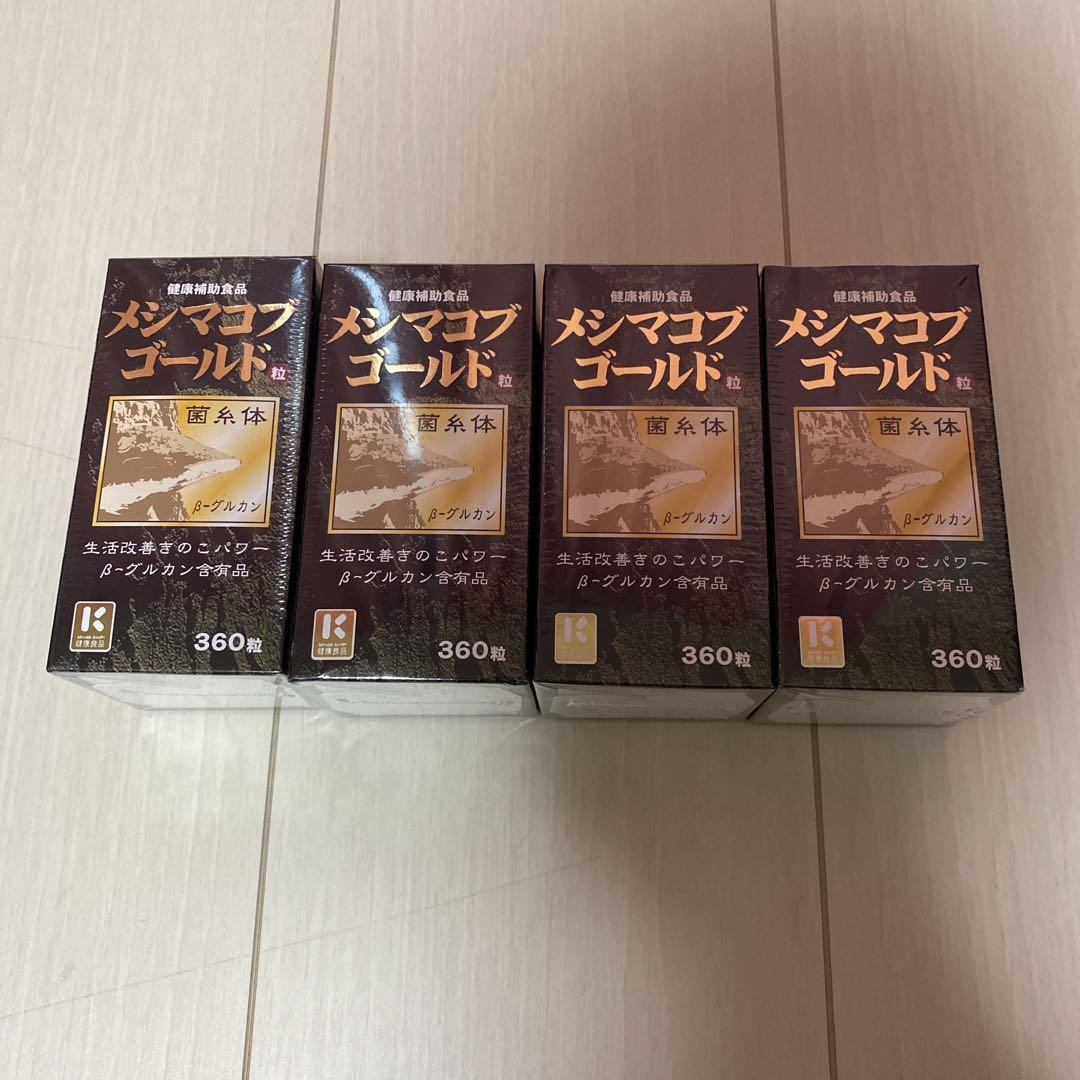 健康補助食品
メシマコブ
ゴールド粒
菌糸体
β-グルカン
生活改善きのこパワー
β-グルカン含有品
K
健康良品
360粒
健康補助食品
メシマコブ
ゴールド粒
菌糸体
β-グルカン
生活改善きのこパワー
β-グルカン含有品
K
健康良品
360粒
健康補助食品
メシマコブ
ゴールド粒
菌糸体
β-グルカン
生活改善きのこパワー
β-グルカン含有品
K
360粒
健康補助食品
メシマコブ
ゴールド粒
菌糸体
β-グルカン
生活改善きのこパワー
β-グルカン含有品
K
健康良品
360粒